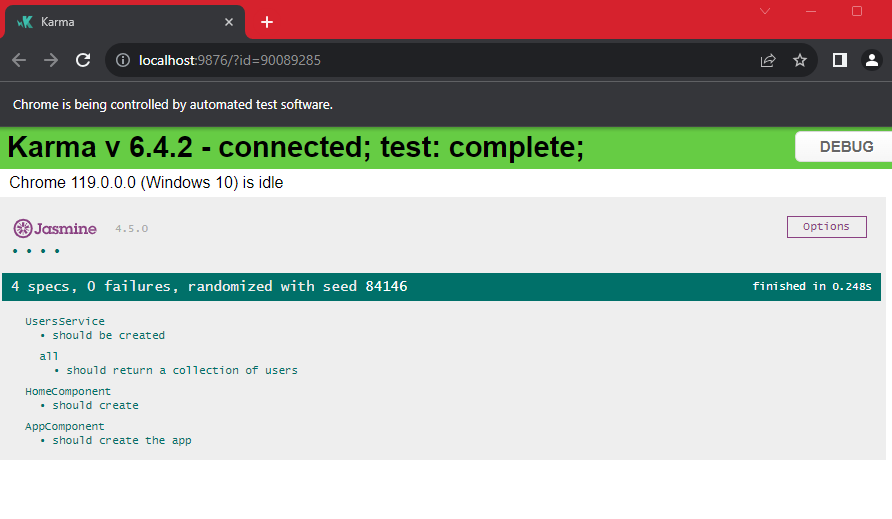 Karma
localhost:9876/?id=90089285
Chrome is being controlled by automated test software.
Karma v 6.4.2 - connected; test: complete;
DEBUG
Chrome 119.0.0.0 (Windows 10) is idle
Jasmine 4.5.0
Options
• • • •
4 specs, 0 failures, randomized with seed 84146
finished in 0.248s
UsersService
• should be created
all
• should return a collection of users
HomeComponent
• should create
AppComponent
• should create the app